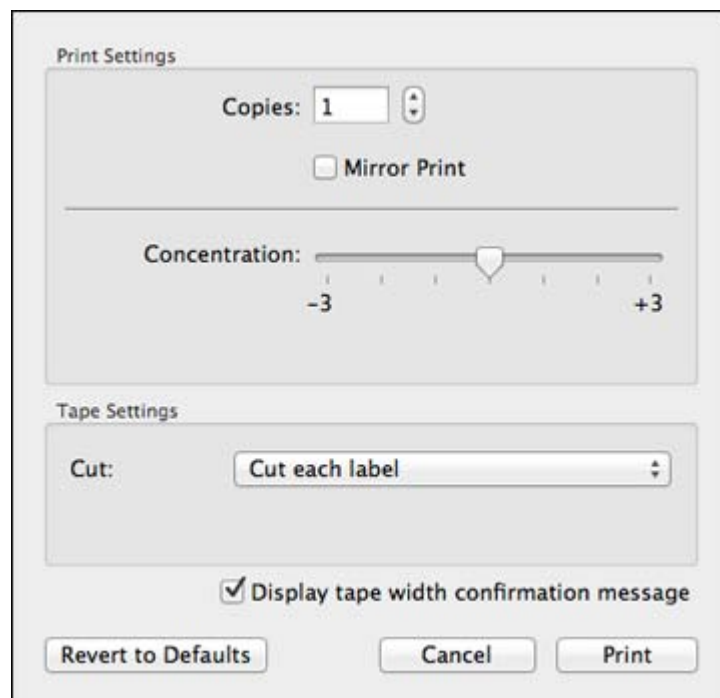 Print Settings
Copies: 1
Mirror Print
Concentration:
-3 +3
Tape Settings
Cut: Cut each label
Display tape width confirmation message
Revert to Defaults Cancel Print